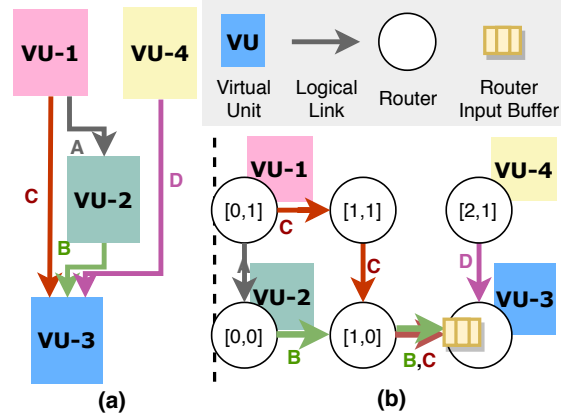 VU-1
VU-4
A
C
D
VU-2
B
VU-3
(a)
VU
Virtual
Unit
Logical
Link
Router
Router
Input Buffer
VU-1
VU-4
[0,1]
[1,1]
[2,1]
C
A
C
D
VU-2
VU-3
[0,0]
[1,0]
B
B,C
(b)